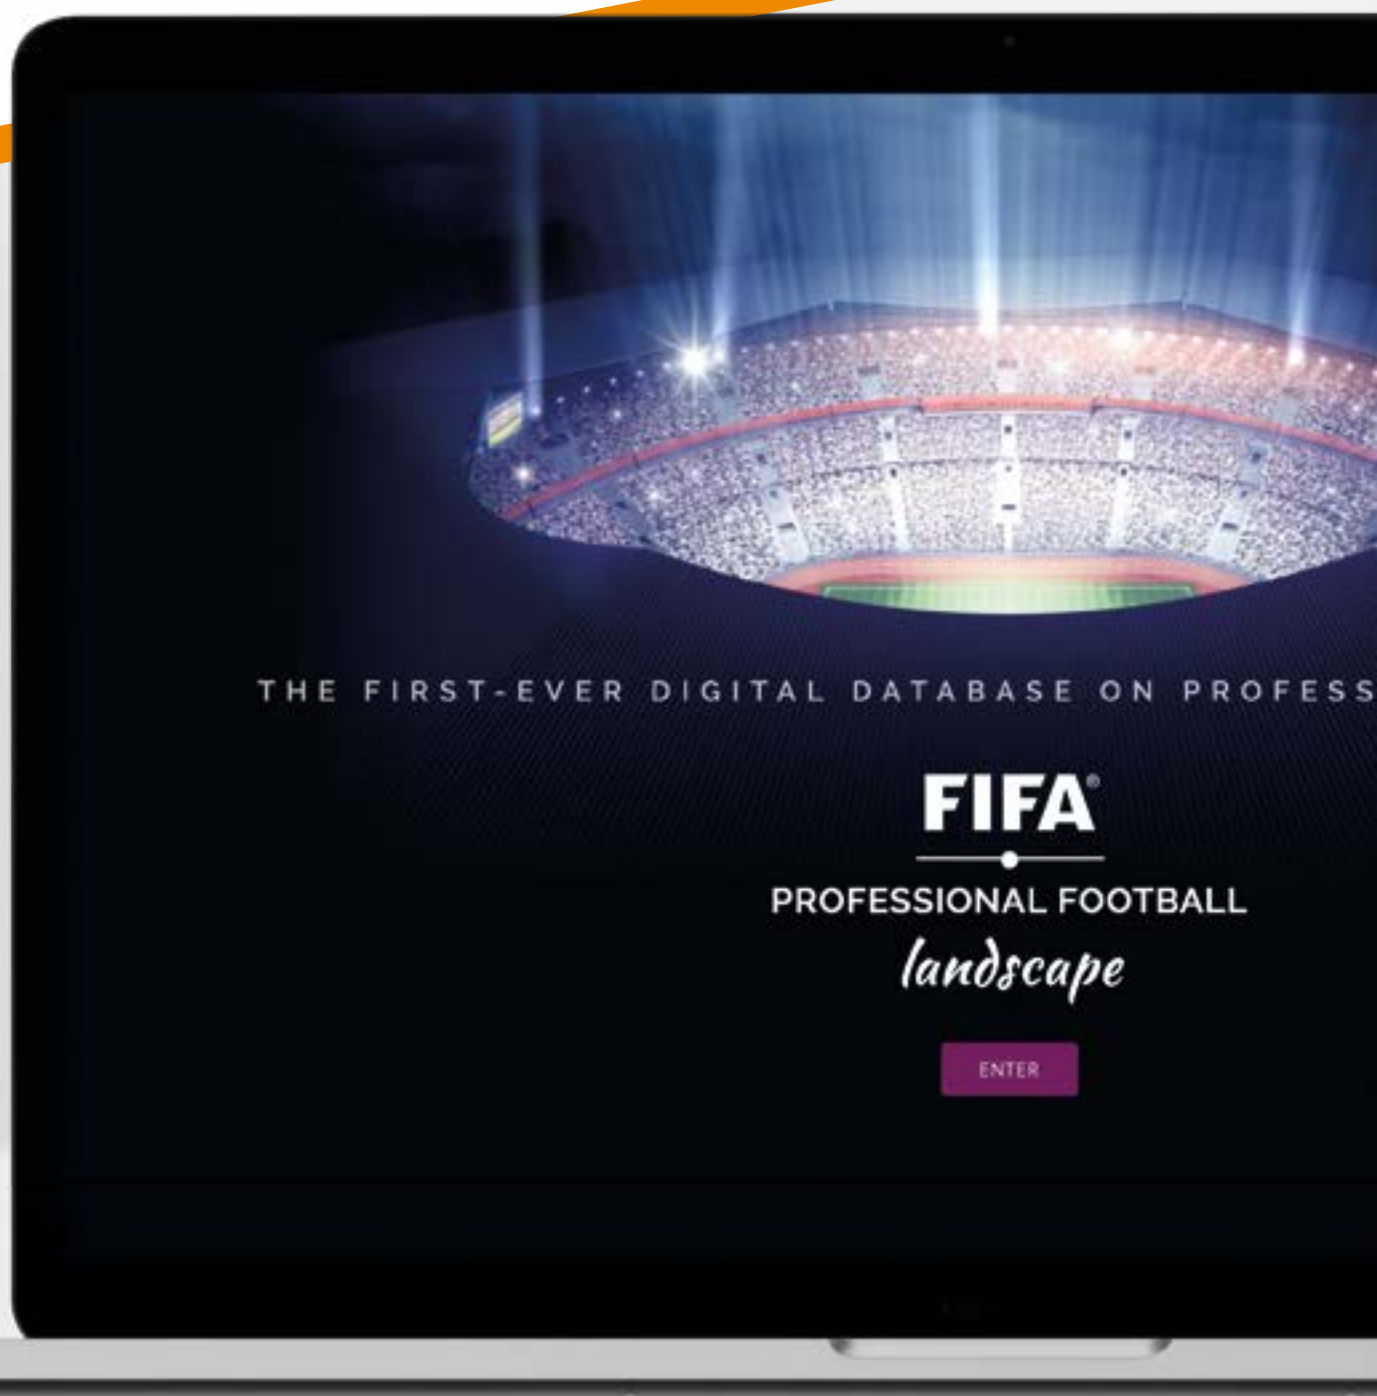 THE FIRST-EVER DIGITAL DATABASE ON PROFESS
FIFA®
PROFESSIONAL FOOTBALL
landscape
ENTER